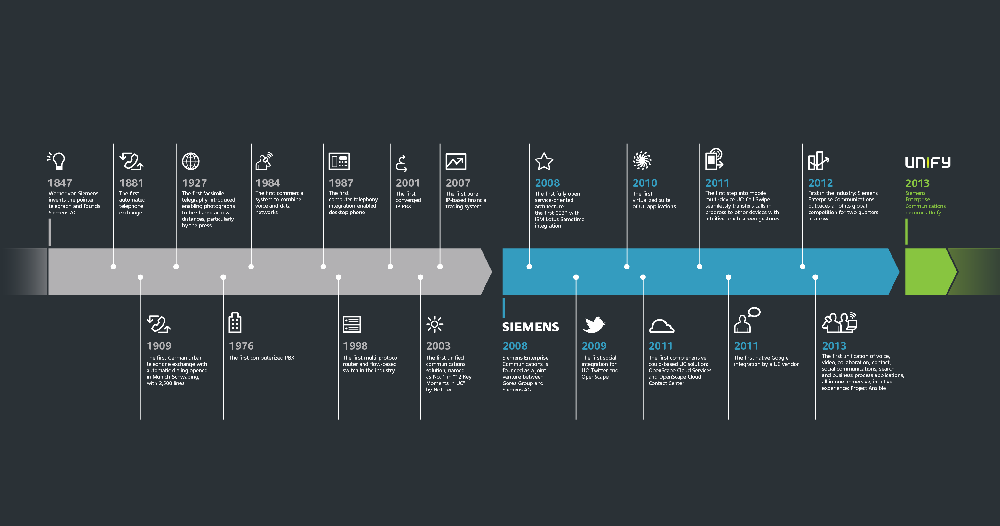 1847
Werner von Siemens
invents the pointer
telegraph and founds
Siemens AG
1881
The first
automated
telephone
exchange
1927
The first facsimile
telegraphy introduced,
enabling photographs
to be shared across
distances, particularly
by the press
1984
The first commercial
system to combine
voice and data
networks
1987
The first
computer telephony
integration-enabled
desktop phone
2001
The first
converged
IP PBX
2007
The first pure
IP-based financial
trading system
2008
The first fully open
service-oriented
architecture:
the first CEBP with
IBM Lotus Sametime
integration
2010
The first
virtualized suite
of UC applications
2011
The first step into mobile
multi-device UC: Call Swipe
seamlessly transfers calls in
progress to other devices with
intuitive touch screen gestures
2012
First in the industry: Siemens
Enterprise Communications
outpaces all of its global
competition for two quarters
in a row
UNIFY
2013
Siemens
Enterprise
Communications
becomes Unify
1909
The first German urban
telephone exchange with
automatic dialing opened
in Munich-Schwabing,
with 2,500 lines
1976
The first computerized PBX
1998
The first multi-protocol
router and flow-based
switch in the industry
2003
The first unified
communications
solution, named
as No. 1 in “12 Key
Moments in UC”
by NoJitter
SIEMENS
2008
Siemens Enterprise
Communications is
founded as a joint
venture between
Gores Group and
Siemens AG
2009
The first social
integration for
UC: Twitter and
OpenScape
2011
The first comprehensive
could-based UC solution:
OpenScape Cloud Services
and OpenScape Cloud
Contact Center
2011
The first native Google
integration by a UC vendor
2013
The first unification of voice,
video, collaboration, contact,
social communications, search
and business process applications,
all in one immersive, intuitive
experience: Project Ansible